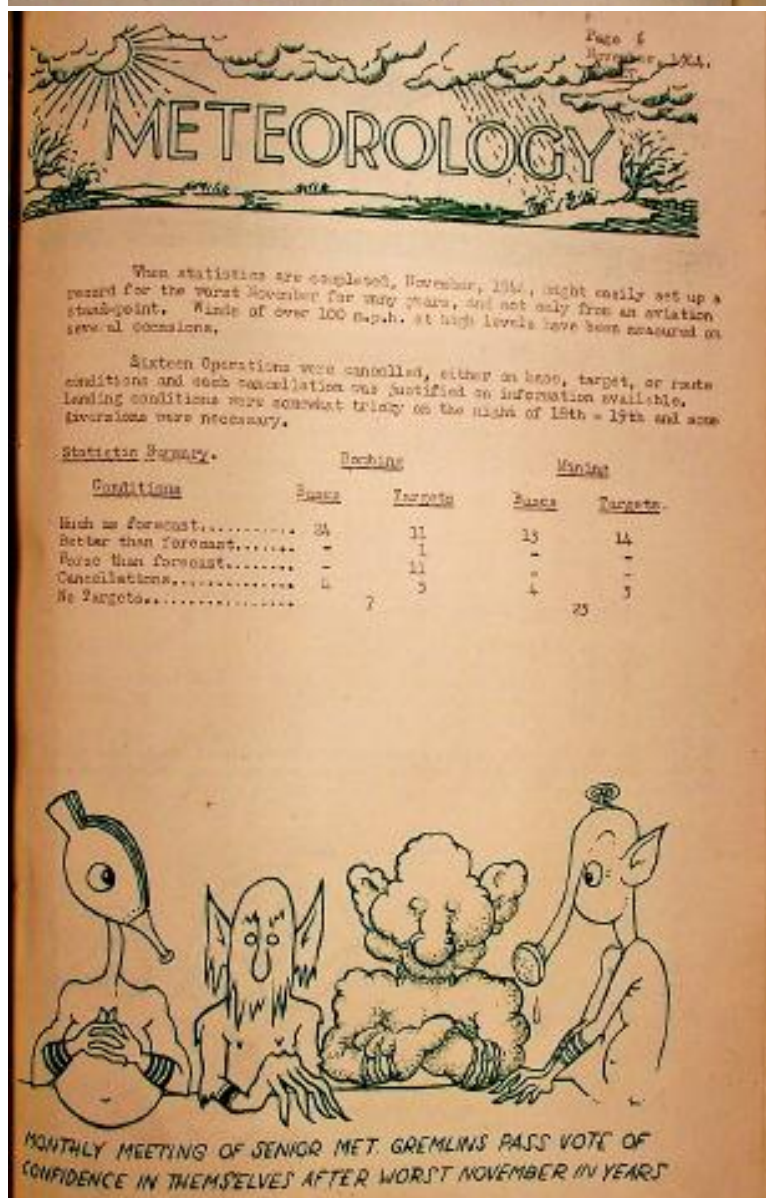 Page 6
November, 1944.
METEOROLOGY
When statistics are completed, November, 1944, might easily set up a
record for the worst November for many years, and not only from an aviation
stand-point. Winds of over 100 m.p.h. at high levels have been measured on
several occasions.
Sixteen Operations were cancelled, either on base, target, or route
conditions and each cancellation was justified on information available.
Landing conditions were somewhat tricky on the night of 18th - 19th and some
diversions were necessary.
Statistic Summary. Bombing Mining
Conditions Bases Targets Bases Targets.
Much as forecast........... 24 11 13 14
Better than forecast....... - 1 - -
Worse than forecast........ - 11 - -
Cancellations.............. 4 5 4 3
No Targets................. 7 23
MONTHLY MEETING OF SENIOR MET. GREMLINS PASS VOTE OF
CONFIDENCE IN THEMSELVES AFTER WORST NOVEMBER IN YEARS